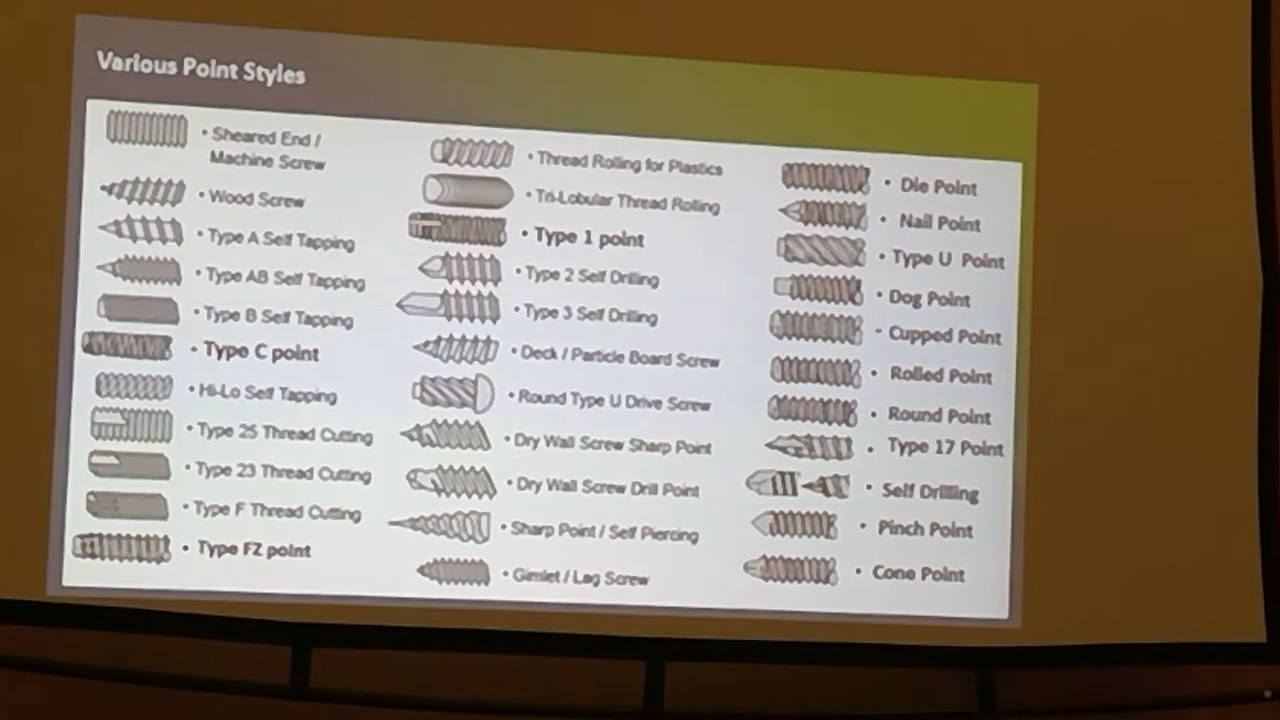 Various Point Styles
• Sheared End /
Machine Screw
• Wood Screw
• Type A Self Tapping
• Type AB Self Tapping
• Type B Self Tapping
• Type C point
• Hi-Lo Self Tapping
• Type 25 Thread Cutting
• Type 23 Thread Cutting
• Type F Thread Cutting
• Type FZ point
• Thread Rolling for Plastics
• Tri-Lobular Thread Rolling
• Type 1 point
• Type 2 Self Drilling
• Type 3 Self Drilling
• Deck / Particle Board Screw
• Round Type U Drive Screw
• Dry Wall Screw Sharp Point
• Dry Wall Screw Drill Point
• Sharp Point / Self Piercing
• Gimlet / Lag Screw
• Die Point
• Nail Point
• Type U Point
• Dog Point
• Cupped Point
• Rolled Point
• Round Point
• Type 17 Point
• Self Drilling
• Pinch Point
• Cone Point